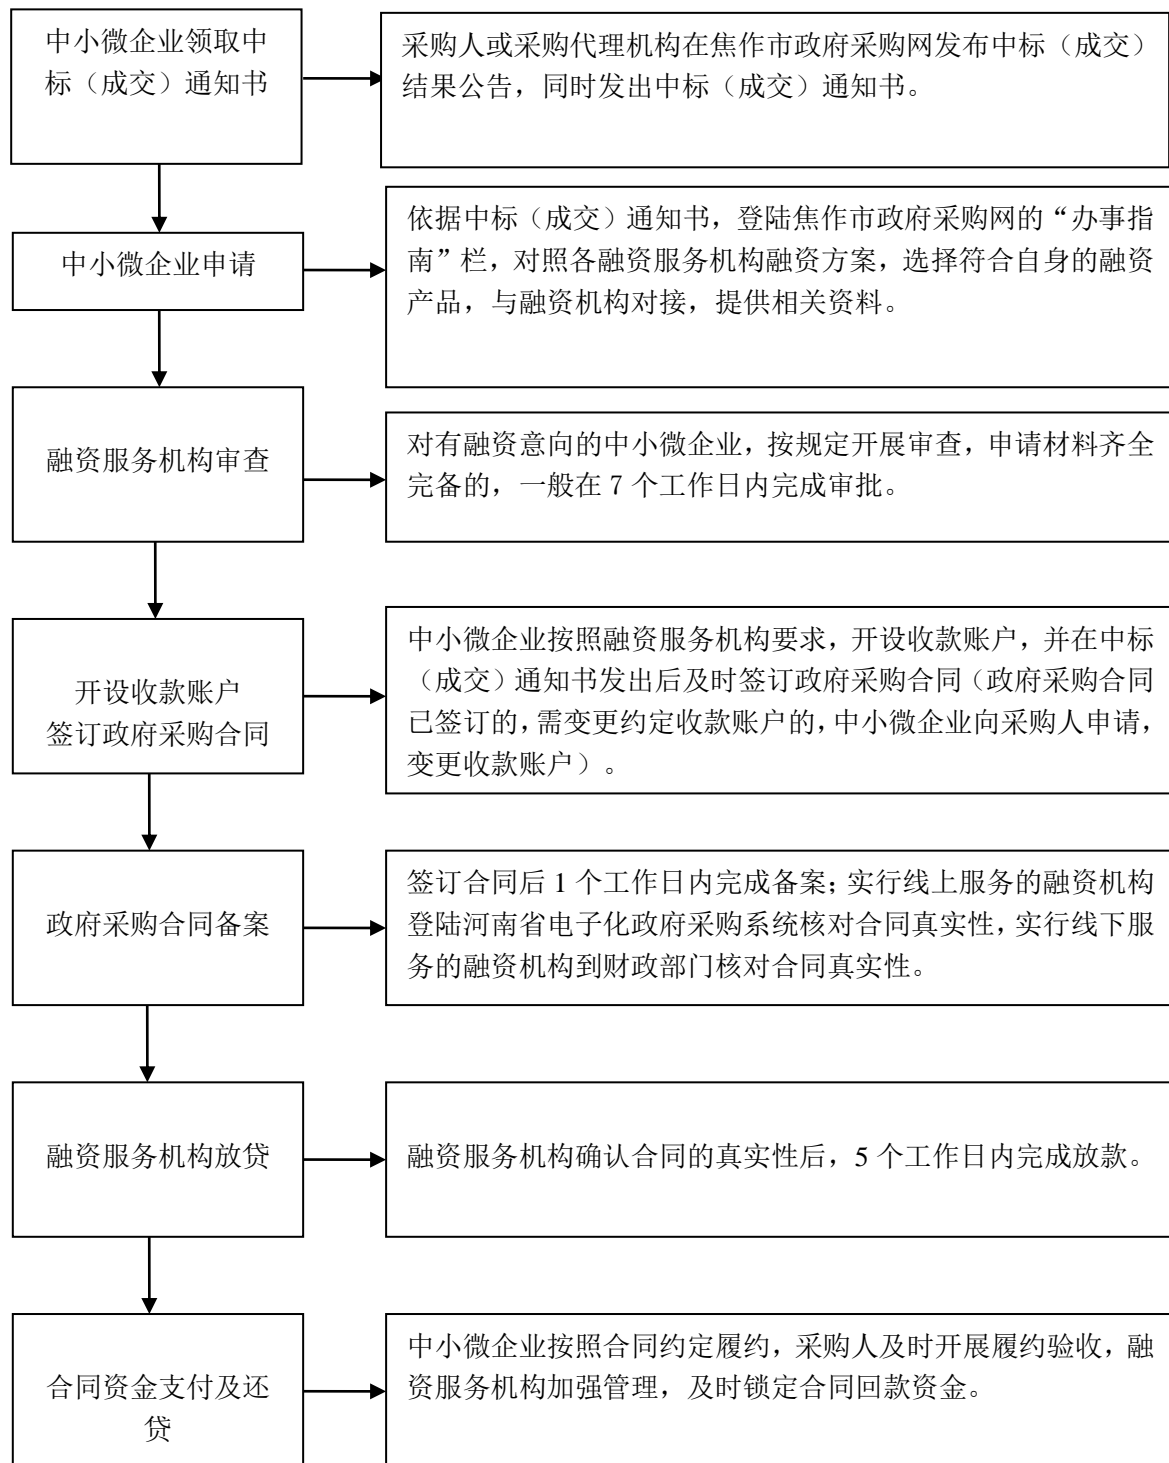 中小微企业领取中
标（成交）通知书
采购人或采购代理机构在焦作市政府采购网发布中标（成交）
结果公告，同时发出中标（成交）通知书。
中小微企业申请
依据中标（成交）通知书，登陆焦作市政府采购网的“办事指
南”栏，对照各融资服务机构融资方案，选择符合自身的融资
产品，与融资机构对接，提供相关资料。
融资服务机构审查
对有融资意向的中小微企业，按规定开展审查，申请材料齐全
完备的，一般在 7 个工作日内完成审批。
开设收款账户
签订政府采购合同
中小微企业按照融资服务机构要求，开设收款账户，并在中标
（成交）通知书发出后及时签订政府采购合同（政府采购合同
已签订的，需变更约定收款账户的，中小微企业向采购人申请，
变更收款账户）。
政府采购合同备案
签订合同后 1 个工作日内完成备案；实行线上服务的融资机构
登陆河南省电子化政府采购系统核对合同真实性，实行线下服
务的融资机构到财政部门核对合同真实性。
融资服务机构放贷
融资服务机构确认合同的真实性后，5 个工作日内完成放款。
合同资金支付及还
贷
中小微企业按照合同约定履约，采购人及时开展履约验收，融
资服务机构加强管理，及时锁定合同回款资金。